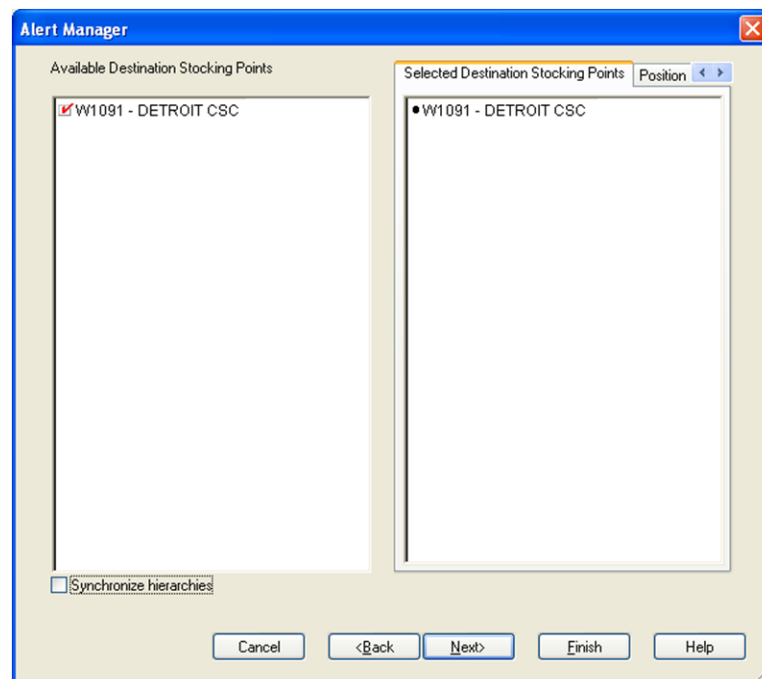 Alert Manager
Available Destination Stocking Points
W1091 - DETROIT CSC
Synchronize hierarchies
Selected Destination Stocking Points Position
W1091 - DETROIT CSC
Cancel <Back Next> Finish Help